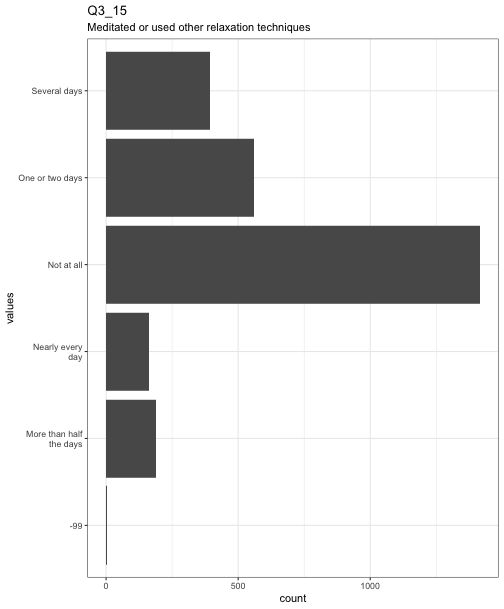 Q3_15
Meditated or used other relaxation techniques
Several days
One or two days
Not at all
Nearly every
day
More than half
the days
-99
values
0 500 1000
count